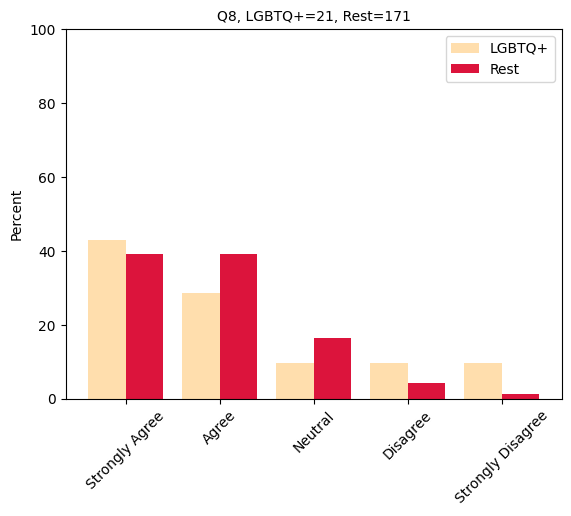 Q8, LGBTQ+=21, Rest=171
100
80
60
40
20
0
Percent
LGBTQ+
Rest
Strongly Agree
Agree
Neutral
Disagree
Strongly Disagree